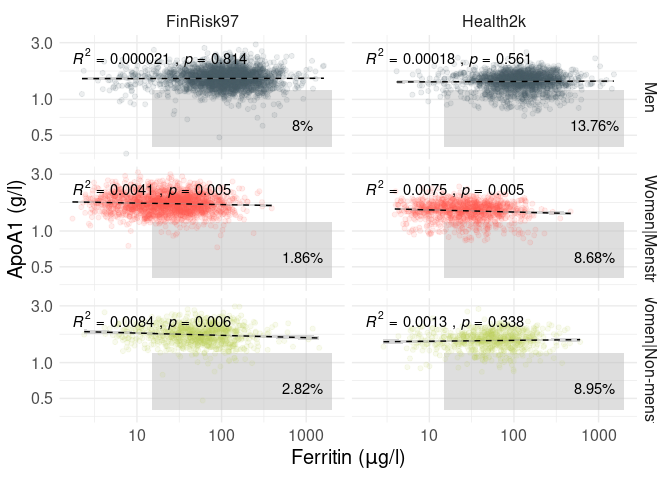 FinRisk97 Health2k
3.0 R² = 0.000021 , p = 0.814 R² = 0.00018 , p = 0.561
1.0
0.5 8% 13.76%
Men
3.0 R² = 0.0041 , p = 0.005 R² = 0.0075 , p = 0.005
1.0
0.5 1.86% 8.68%
Women|Menstr
3.0 R² = 0.0084 , p = 0.006 R² = 0.0013 , p = 0.338
1.0
0.5 2.82% 8.95%
Women|Non-mens
ApoA1 (g/l)
10 100 1000 10 100 1000
Ferritin (μg/l)